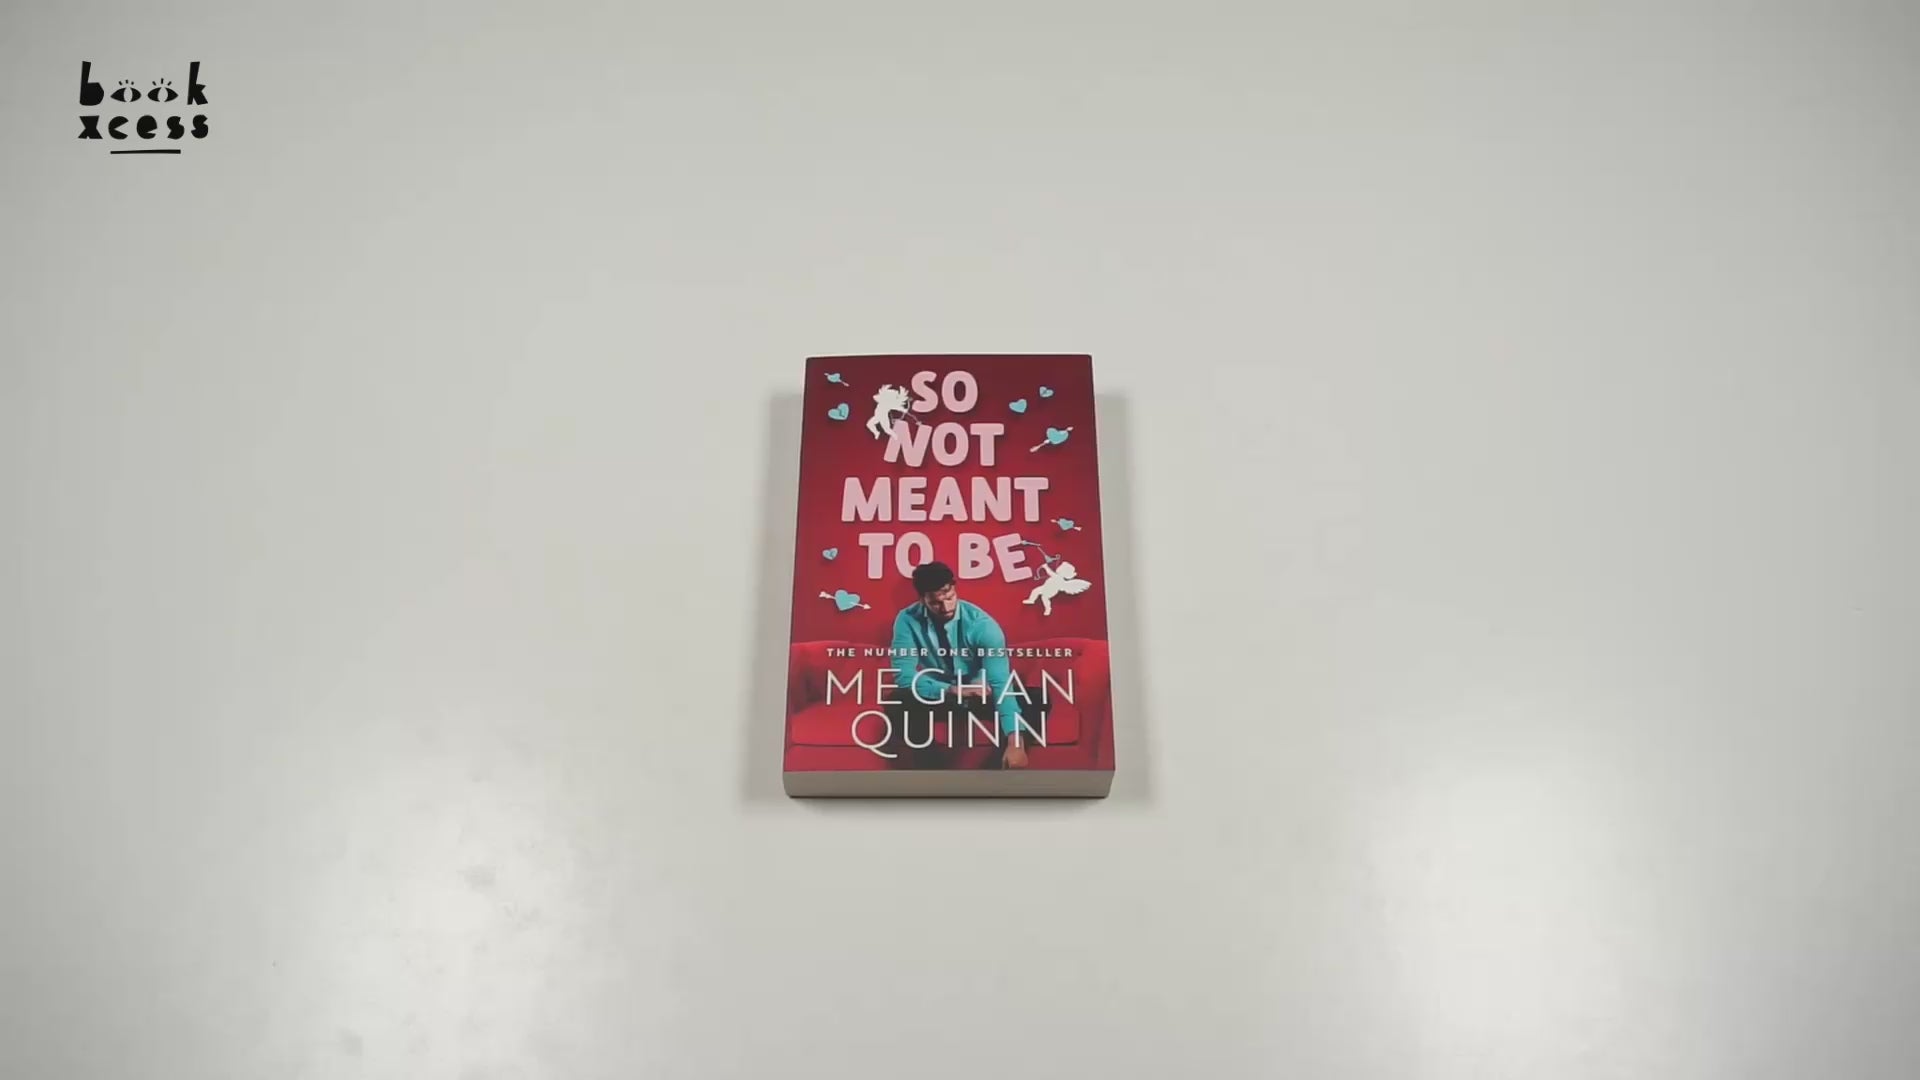 book
xcess
SO
NOT
MEANT
TO BE
THE NUMBER ONE BESTSELLER
MEGHAN
QUINN